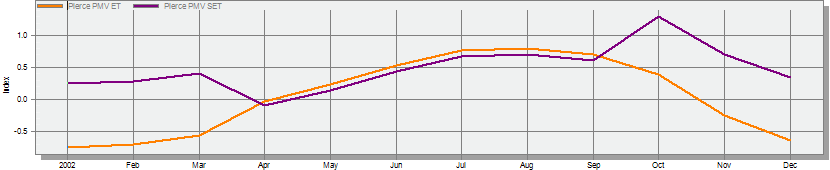 Pierce PMV ET Pierce PMV SET
1.0
0.5
0.0
-0.5
Index
2002 Feb Mar Apr May Jun Jul Aug Sep Oct Nov Dec